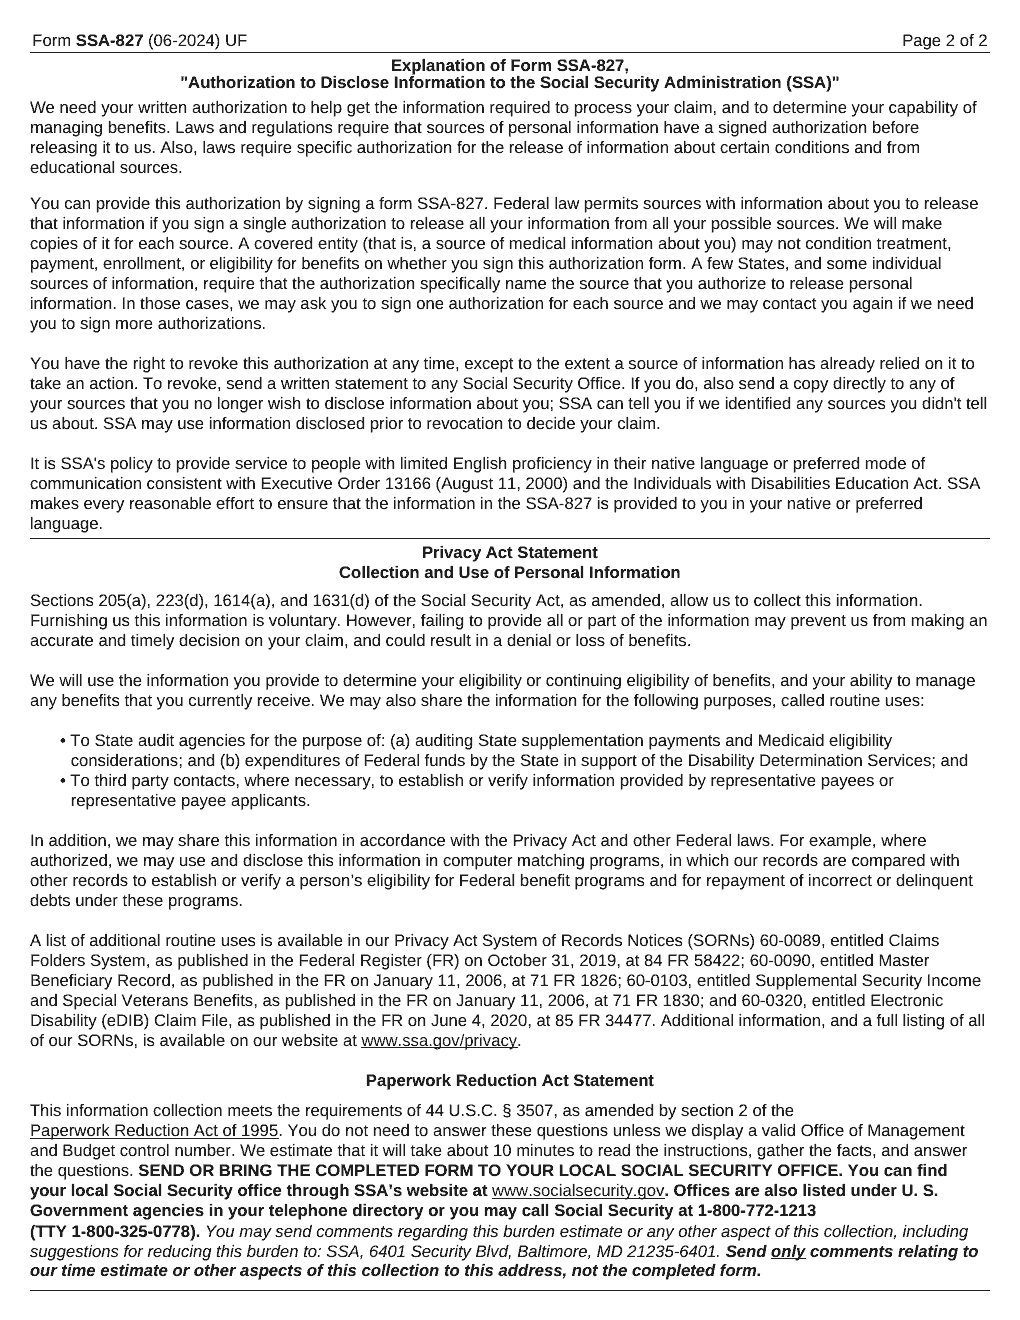 Form SSA-827 (06-2024) UF
Page 2 of 2
Explanation of Form SSA-827,
"Authorization to Disclose Information to the Social Security Administration (SSA)"
We need your written authorization to help get the information required to process your claim, and to determine your capability of
managing benefits. Laws and regulations require that sources of personal information have a signed authorization before
releasing it to us. Also, laws require specific authorization for the release of information about certain conditions and from
educational sources.
You can provide this authorization by signing a form SSA-827. Federal law permits sources with information about you to release
that information if you sign a single authorization to release all your information from all your possible sources. We will make
copies of it for each source. A covered entity (that is, a source of medical information about you) may not condition treatment,
payment, enrollment, or eligibility for benefits on whether you sign this authorization form. A few States, and some individual
sources of information, require that the authorization specifically name the source that you authorize to release personal
information. In those cases, we may ask you to sign one authorization for each source and we may contact you again if we need
you to sign more authorizations.
You have the right to revoke this authorization at any time, except to the extent a source of information has already relied on it to
take an action. To revoke, send a written statement to any Social Security Office. If you do, also send a copy directly to any of
your sources that you no longer wish to disclose information about you; SSA can tell you if we identified any sources you didn't tell
us about. SSA may use information disclosed prior to revocation to decide your claim.
It is SSA's policy to provide service to people with limited English proficiency in their native language or preferred mode of
communication consistent with Executive Order 13166 (August 11, 2000) and the Individuals with Disabilities Education Act. SSA
makes every reasonable effort to ensure that the information in the SSA-827 is provided to you in your native or preferred
language.
Privacy Act Statement
Collection and Use of Personal Information
Sections 205(a), 223(d), 1614(a), and 1631(d) of the Social Security Act, as amended, allow us to collect this information.
Furnishing us this information is voluntary. However, failing to provide all or part of the information may prevent us from making an
accurate and timely decision on your claim, and could result in a denial or loss of benefits.
We will use the information you provide to determine your eligibility or continuing eligibility of benefits, and your ability to manage
any benefits that you currently receive. We may also share the information for the following purposes, called routine uses:
• To State audit agencies for the purpose of: (a) auditing State supplementation payments and Medicaid eligibility
considerations; and (b) expenditures of Federal funds by the State in support of the Disability Determination Services; and
• To third party contacts, where necessary, to establish or verify information provided by representative payees or
representative payee applicants.
In addition, we may share this information in accordance with the Privacy Act and other Federal laws. For example, where
authorized, we may use and disclose this information in computer matching programs, in which our records are compared with
other records to establish or verify a person's eligibility for Federal benefit programs and for repayment of incorrect or delinquent
debts under these programs.
A list of additional routine uses is available in our Privacy Act System of Records Notices (SORNs) 60-0089, entitled Claims
Folders System, as published in the Federal Register (FR) on October 31, 2019, at 84 FR 58422; 60-0090, entitled Master
Beneficiary Record, as published in the FR on January 11, 2006, at 71 FR 1826; 60-0103, entitled Supplemental Security Income
and Special Veterans Benefits, as published in the FR on January 11, 2006, at 71 FR 1830; and 60-0320, entitled Electronic
Disability (eDIB) Claim File, as published in the FR on June 4, 2020, at 85 FR 34477. Additional information, and a full listing of all
of our SORNs, is available on our website at www.ssa.gov/privacy.
Paperwork Reduction Act Statement
This information collection meets the requirements of 44 U.S.C. § 3507, as amended by section 2 of the
Paperwork Reduction Act of 1995. You do not need to answer these questions unless we display a valid Office of Management
and Budget control number. We estimate that it will take about 10 minutes to read the instructions, gather the facts, and answer
the questions. SEND OR BRING THE COMPLETED FORM TO YOUR LOCAL SOCIAL SECURITY OFFICE. You can find
your local Social Security office through SSA's website at www.socialsecurity.gov. Offices are also listed under U. S.
Government agencies in your telephone directory or you may call Social Security at 1-800-772-1213
(TTY 1-800-325-0778). You may send comments regarding this burden estimate or any other aspect of this collection, including
suggestions for reducing this burden to: SSA, 6401 Security Blvd, Baltimore, MD 21235-6401. Send only comments relating to
our time estimate or other aspects of this collection to this address, not the completed form.